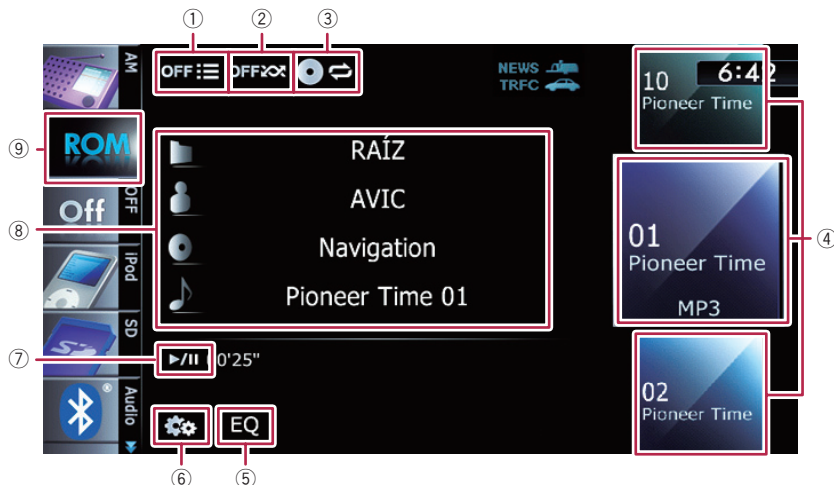 ① ② ③
AM
OFF OFF
NEWS
TRFC
6:42
10
Pioneer Time
⑨ ROM
RAÍZ
AVIC
Navigation
Pioneer Time 01
⑧
Off
OFF
iPod
SD
Audio
01
Pioneer Time
MP3
④
⑦ ►/II 0'25"
02
Pioneer Time
EQ
⑥ ⑤